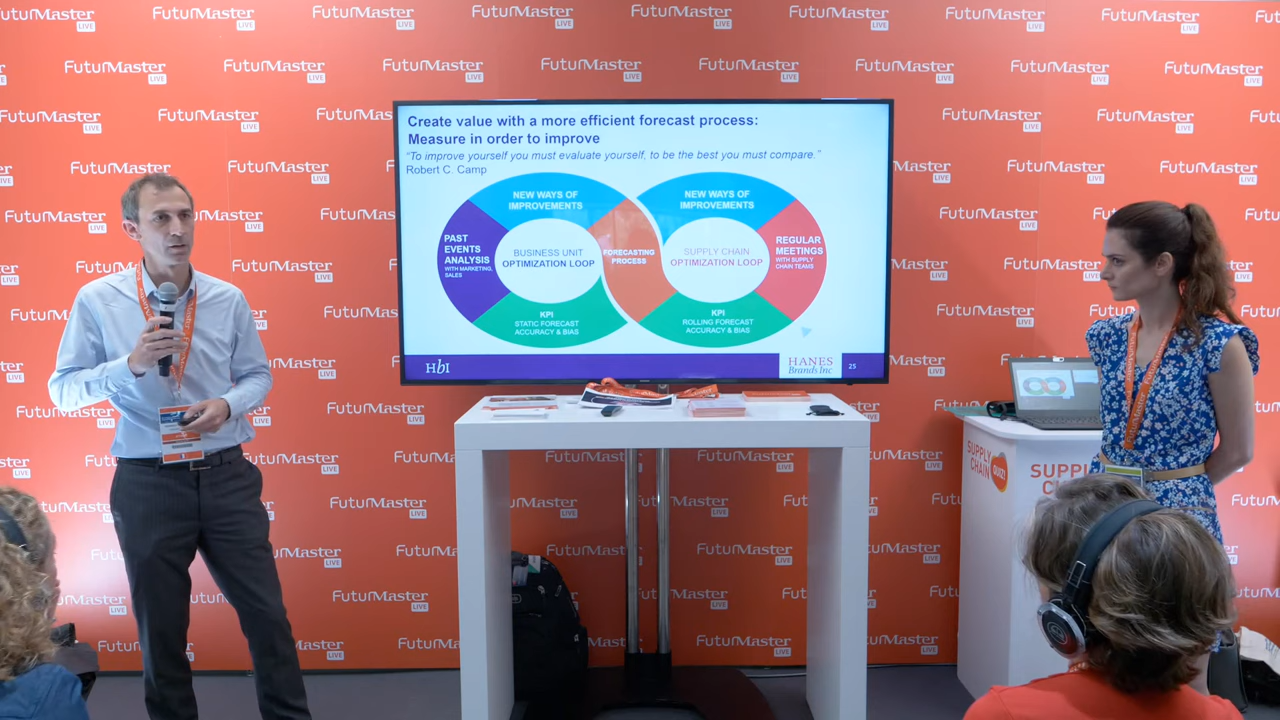 FuturMaster
LIVE
Create value with a more efficient forecast process:
Measure in order to improve
“To improve yourself you must evaluate yourself, to be the best you must compare.”
Robert C. Camp
NEW WAYS OF
IMPROVEMENTS
PAST
EVENTS
ANALYSIS
WITH MARKETING,
SALES
BUSINESS UNIT
OPTIMIZATION LOOP
KPI
STATIC FORECAST
ACCURACY & BIAS
FORECASTING
PROCESS
NEW WAYS OF
IMPROVEMENTS
SUPPLY CHAIN
OPTIMIZATION LOOP
REGULAR
MEETINGS
WITH SUPPLY
CHAIN TEAMS
KPI
ROLLING FORECAST
ACCURACY & BIAS
HbI
HANES
Brands Inc
25
SUPPLY
CHAIN
QUIZ!